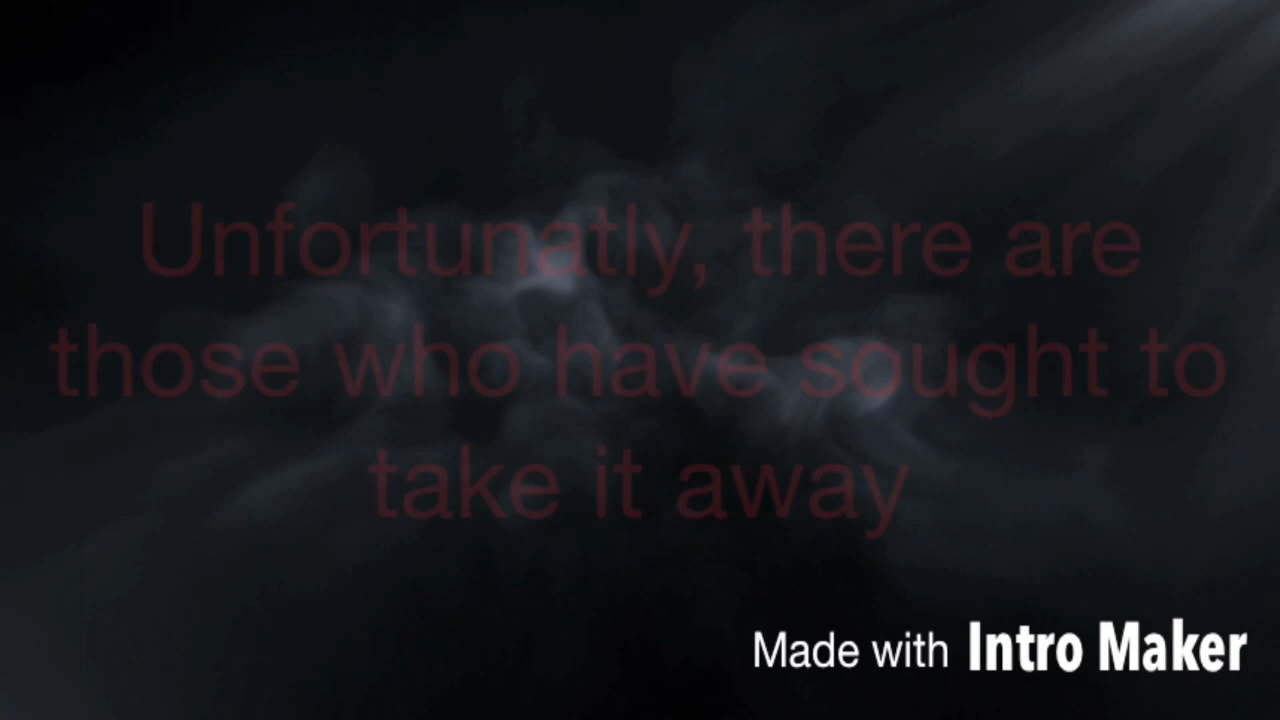 Unfortunatly, there are
those who have sought to
take it away
Made with Intro Maker